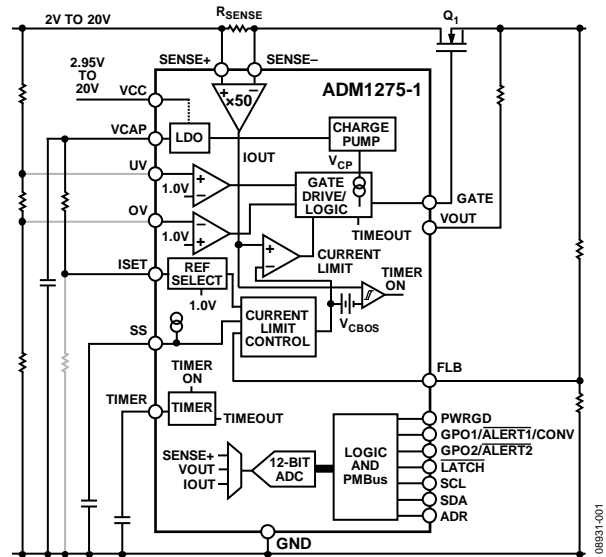 RSENSE
Q1
2V TO 20V
SENSE+
SENSE–
2.95V
TO
20V
VCC
ADM1275-1
×50
VCAP
LDO
CHARGE
PUMP
IOUT
VCP
UV
1.0V
GATE
DRIVE/
LOGIC
GATE
OV
1.0V
VOUT
TIMEOUT
CURRENT
LIMIT
ISET
REF
SELECT
TIMER
ON
1.0V
CURRENT
LIMIT
CONTROL
VCBOS
SS
FLB
TIMER
ON
TIMER
TIMER
TIMEOUT
PWRGD
GPO1/ALERT1/CONV
GPO2/ALERT2
LATCH
SCL
SDA
ADR
SENSE+
VOUT
IOUT
12-BIT
ADC
LOGIC
AND
PMBus
GND
08931-001